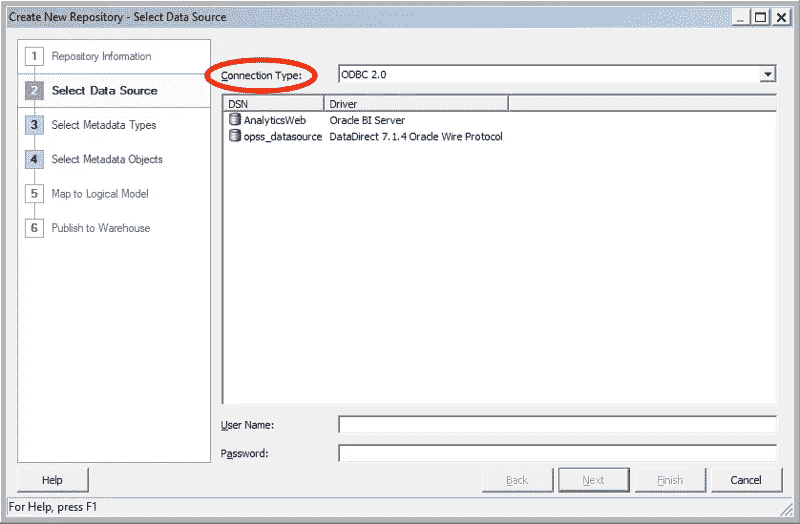 Create New Repository - Select Data Source
1 Repository Information
2 Select Data Source
3 Select Metadata Types
4 Select Metadata Objects
5 Map to Logical Model
6 Publish to Warehouse
Connection Type: ODBC 2.0
DSN Driver
AnalyticsWeb Oracle BI Server
opss_datasource DataDirect 7.1.4 Oracle Wire Protocol
User Name:
Password:
Help Back Next Finish Cancel
For Help, press F1